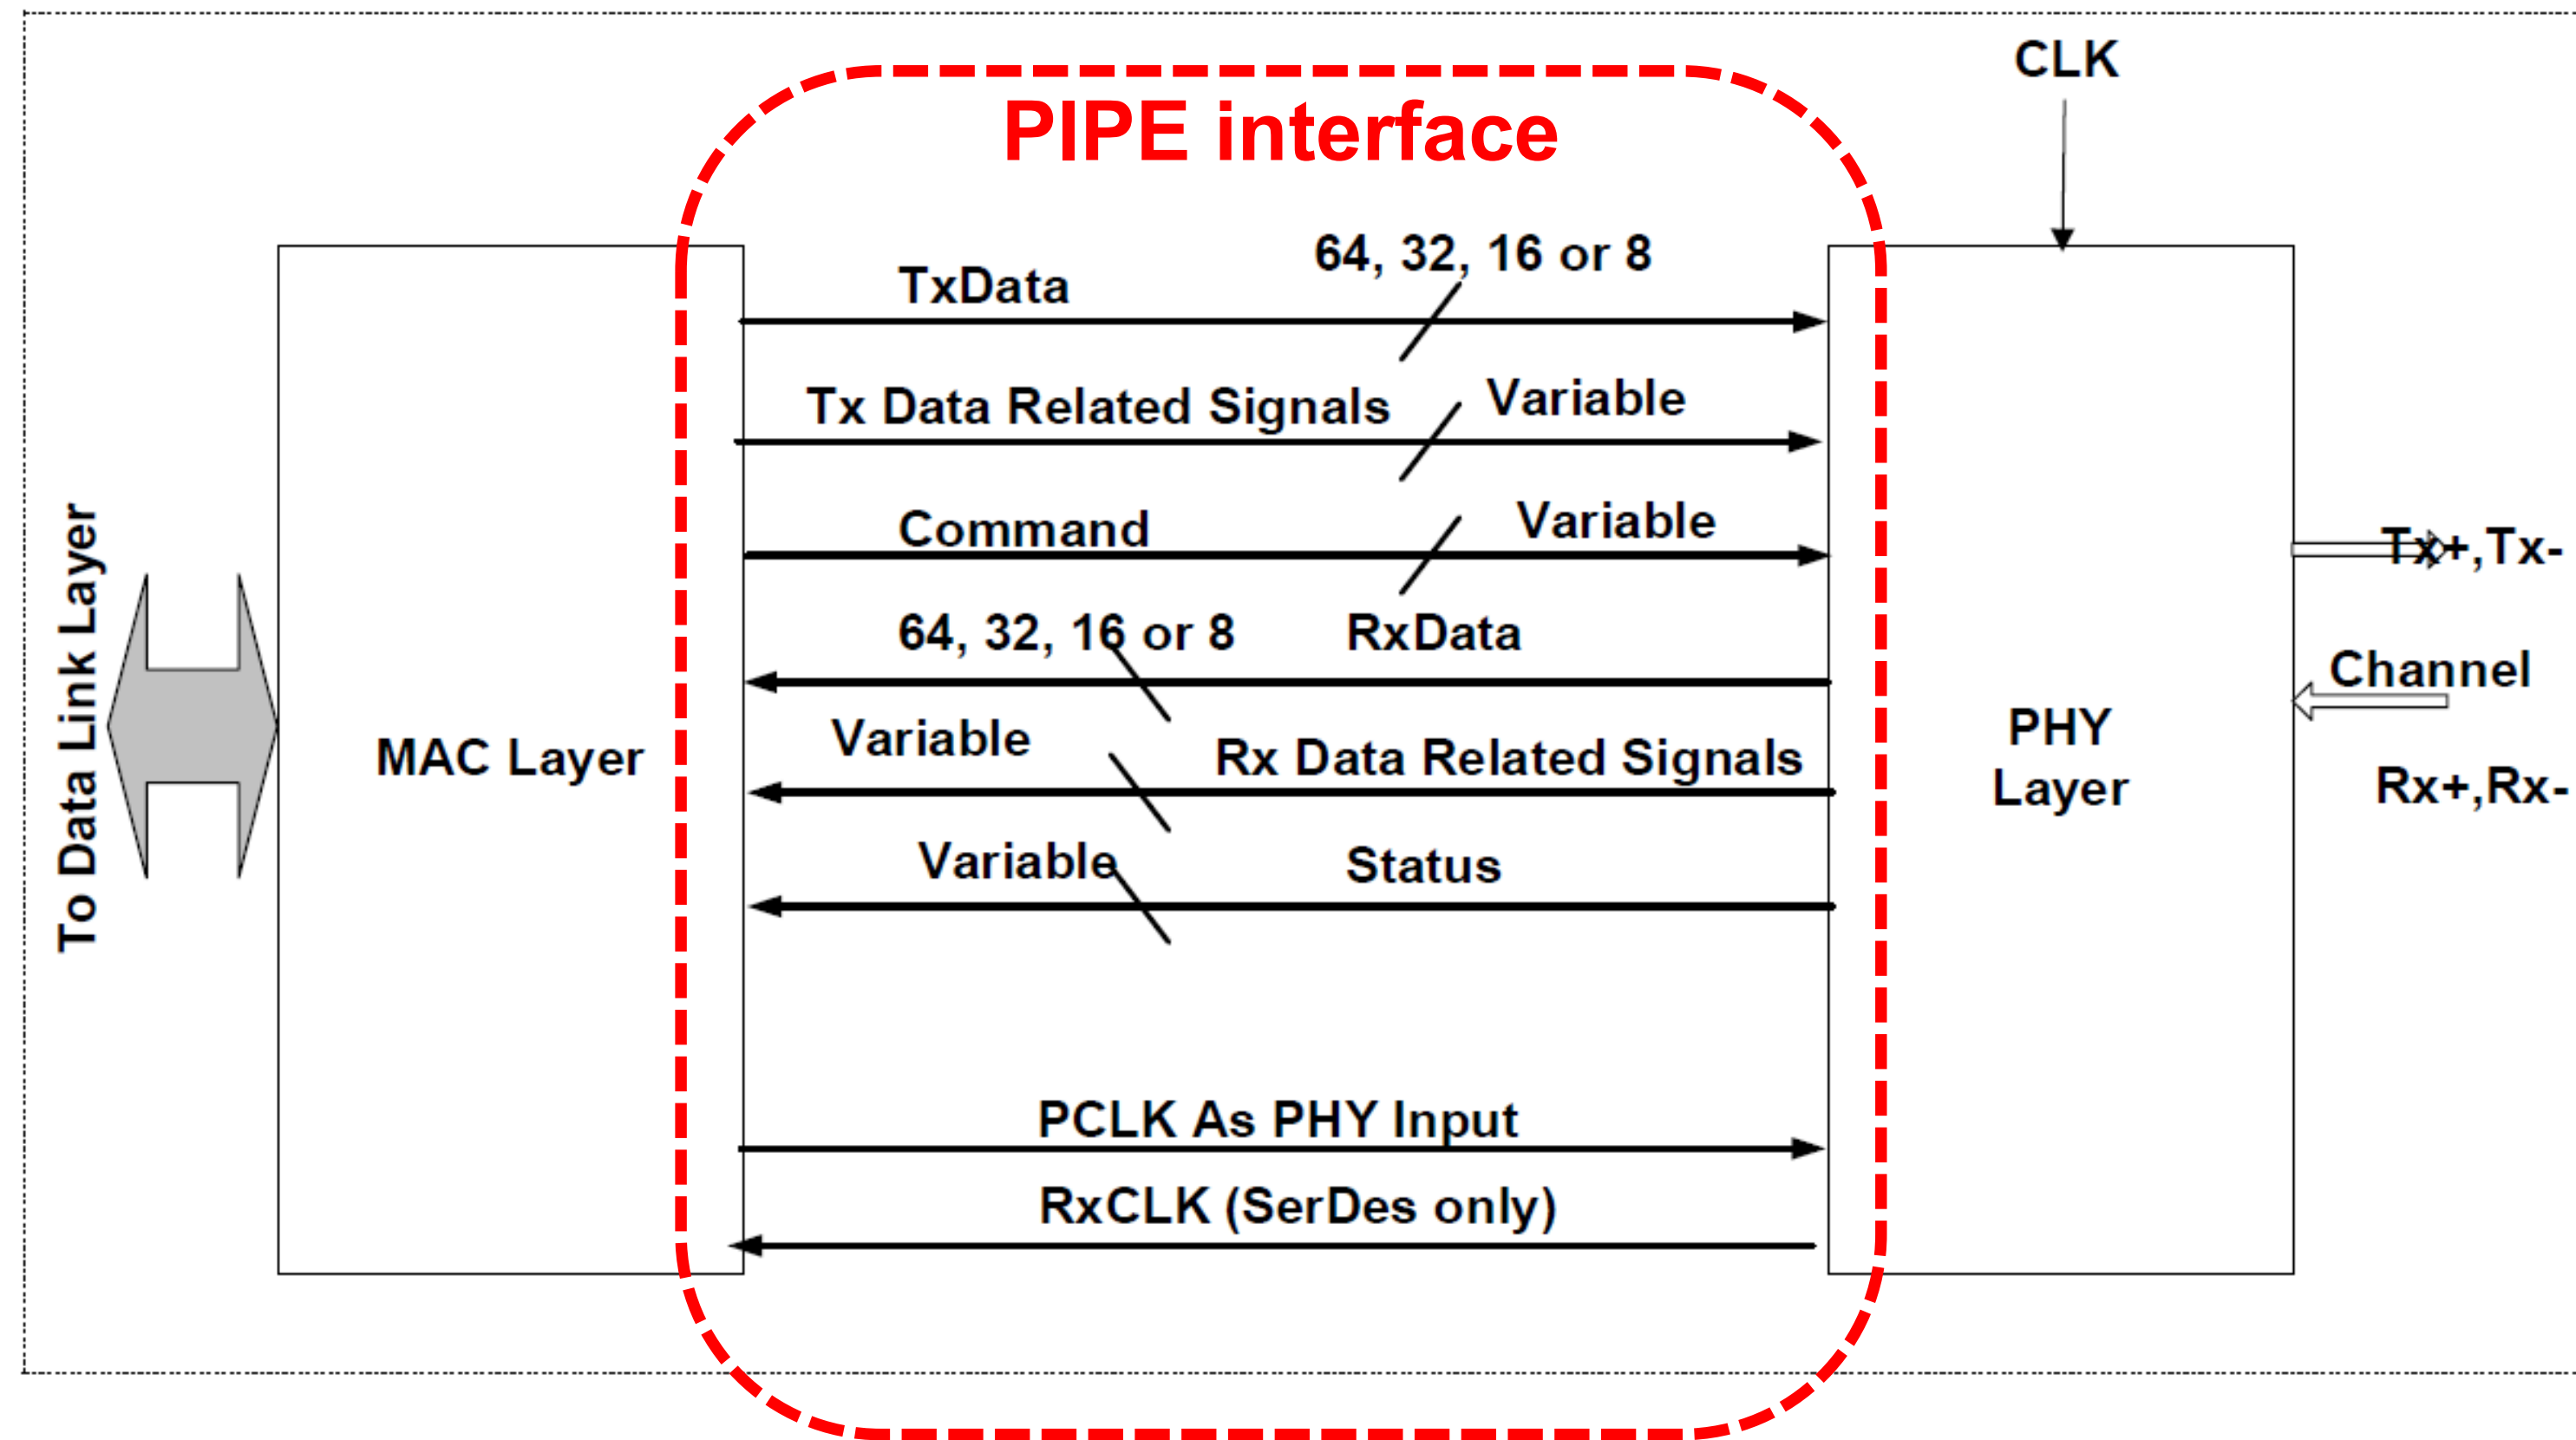 CLK
PIPE interface
64, 32, 16 or 8
TxData
Tx Data Related Signals
Variable
Command
Variable
Tx+,Tx-
64, 32, 16 or 8
RxData
Channel
Variable
Rx Data Related Signals
MAC Layer
PHY
Layer
Rx+,Rx-
Variable
Status
To Data Link Layer
PCLK As PHY Input
RxCLK (SerDes only)